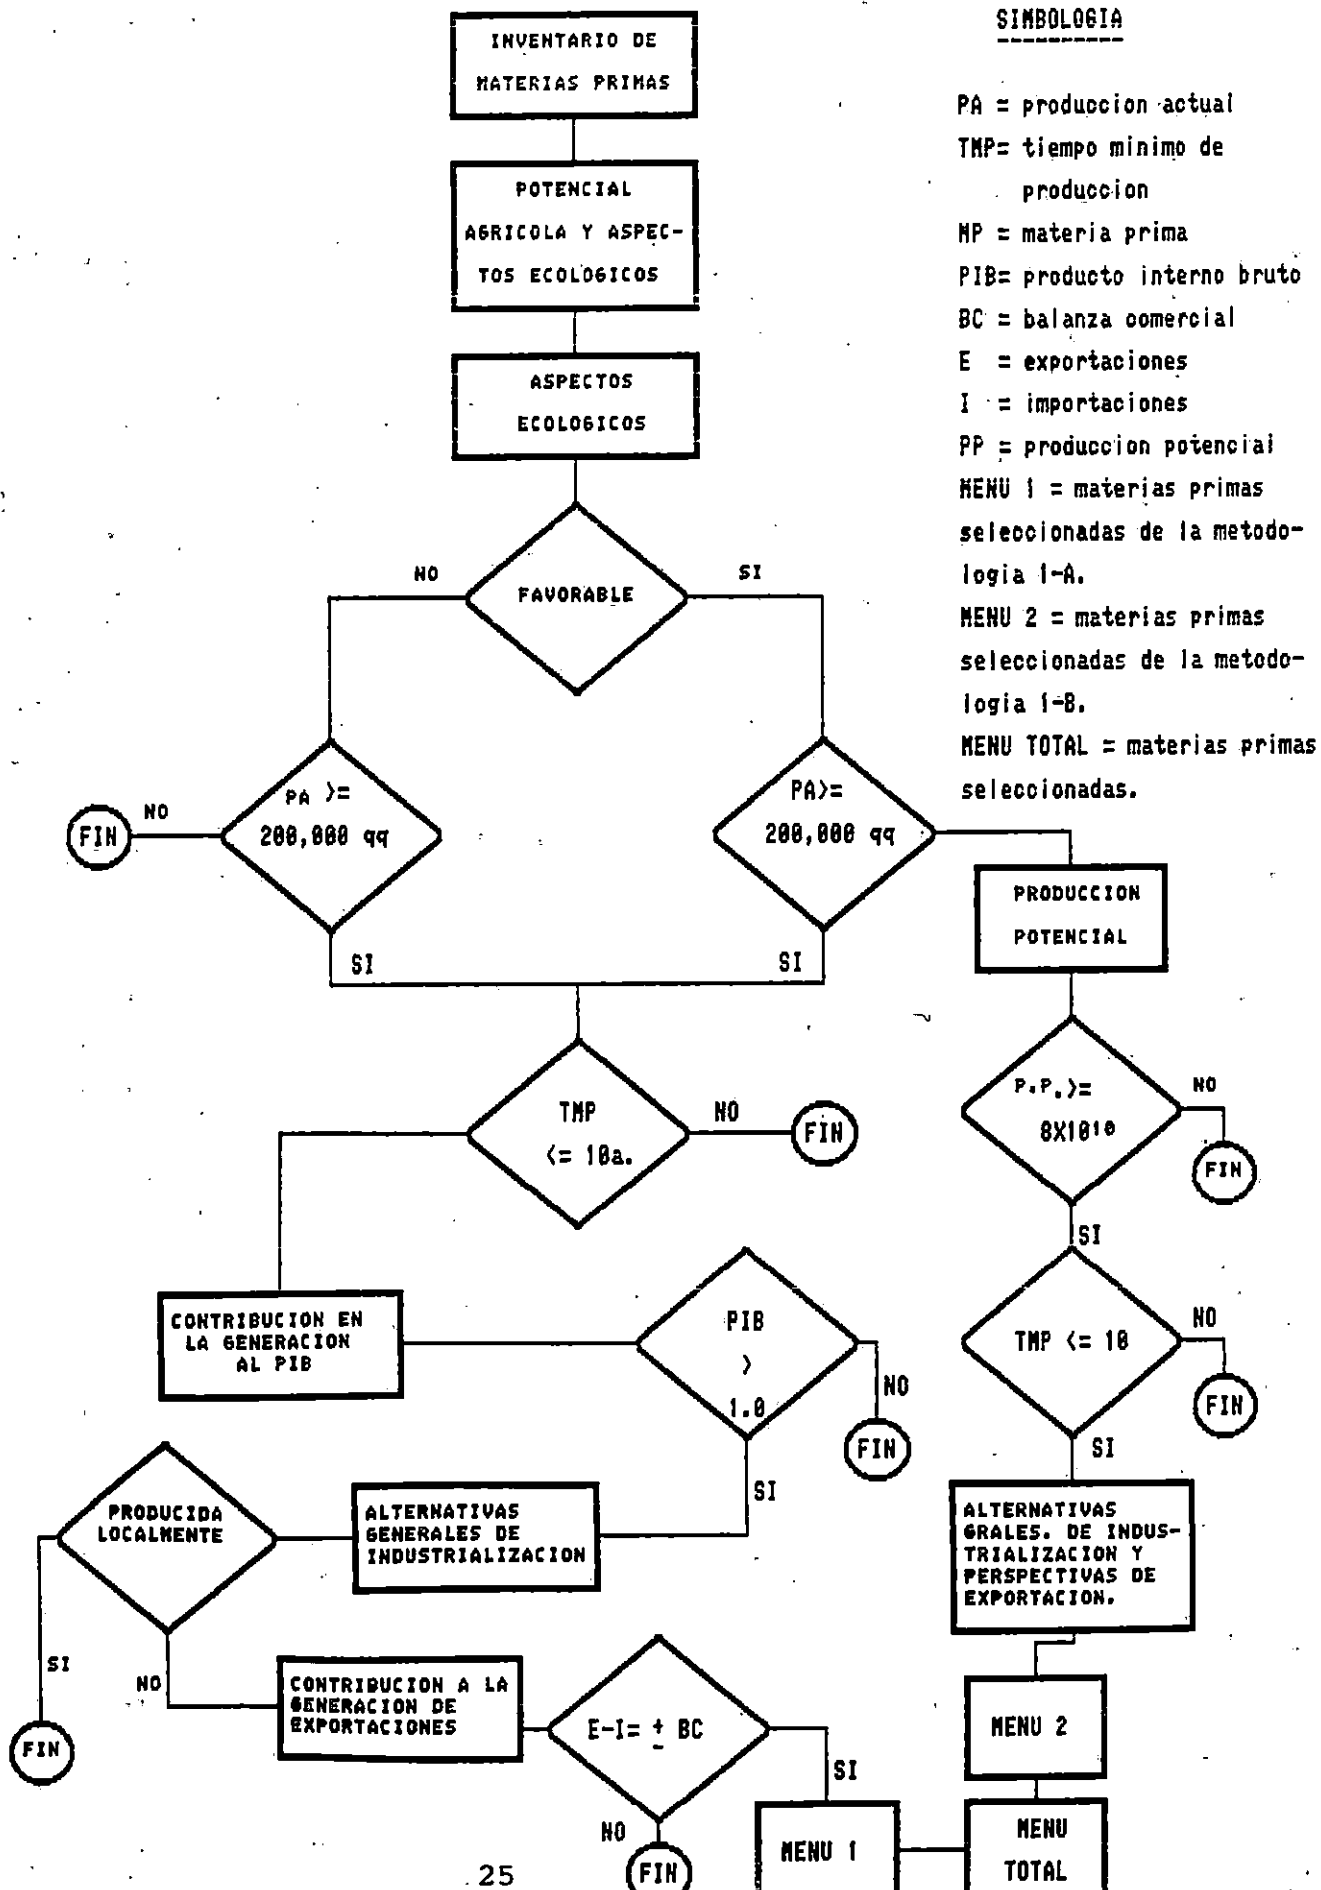 INVENTARIO DE
MATERIAS PRIMAS
POTENCIAL
AGRICOLA Y ASPEC-
TOS ECOLOGICOS
ASPECTOS
ECOLOGICOS
SIMBOLOGIA
PA = produccion actual
TMP= tiempo minimo de
produccion
MP = materia prima
PIB= producto interno bruto
BC = balanza comercial
E = exportaciones
I = importaciones
PP = produccion potencial
MENU 1 = materias primas
seleccionadas de la metodo-
logia 1-A.
MENU 2 = materias primas
seleccionadas de la metodo-
logia 1-B.
MENU TOTAL = materias primas
seleccionadas.
NO
FAVORABLE
SI
NO
FIN
PA >=
200,000 qq
SI
PA>=
200,000 qq
SI
PRODUCCION
POTENCIAL
TMP
<= 10a.
NO
FIN
P.P.>=
8X10¹⁰
NO
FIN
SI
CONTRIBUCION EN
LA GENERACION
AL PIB
PIB
>
1.0
NO
FIN
SI
TMP <= 10
NO
FIN
SI
PRODUCIDA
LOCALMENTE
ALTERNATIVAS
GENERALES DE
INDUSTRIALIZACION
ALTERNATIVAS
GRALES. DE INDUS-
TRIALIZACION Y
PERSPECTIVAS DE
EXPORTACION.
SI
FIN
NO
CONTRIBUCION A LA
GENERACION DE
EXPORTACIONES
E-I= ± BC
SI
NO
FIN
MENU 2
MENU 1
MENU
TOTAL
25